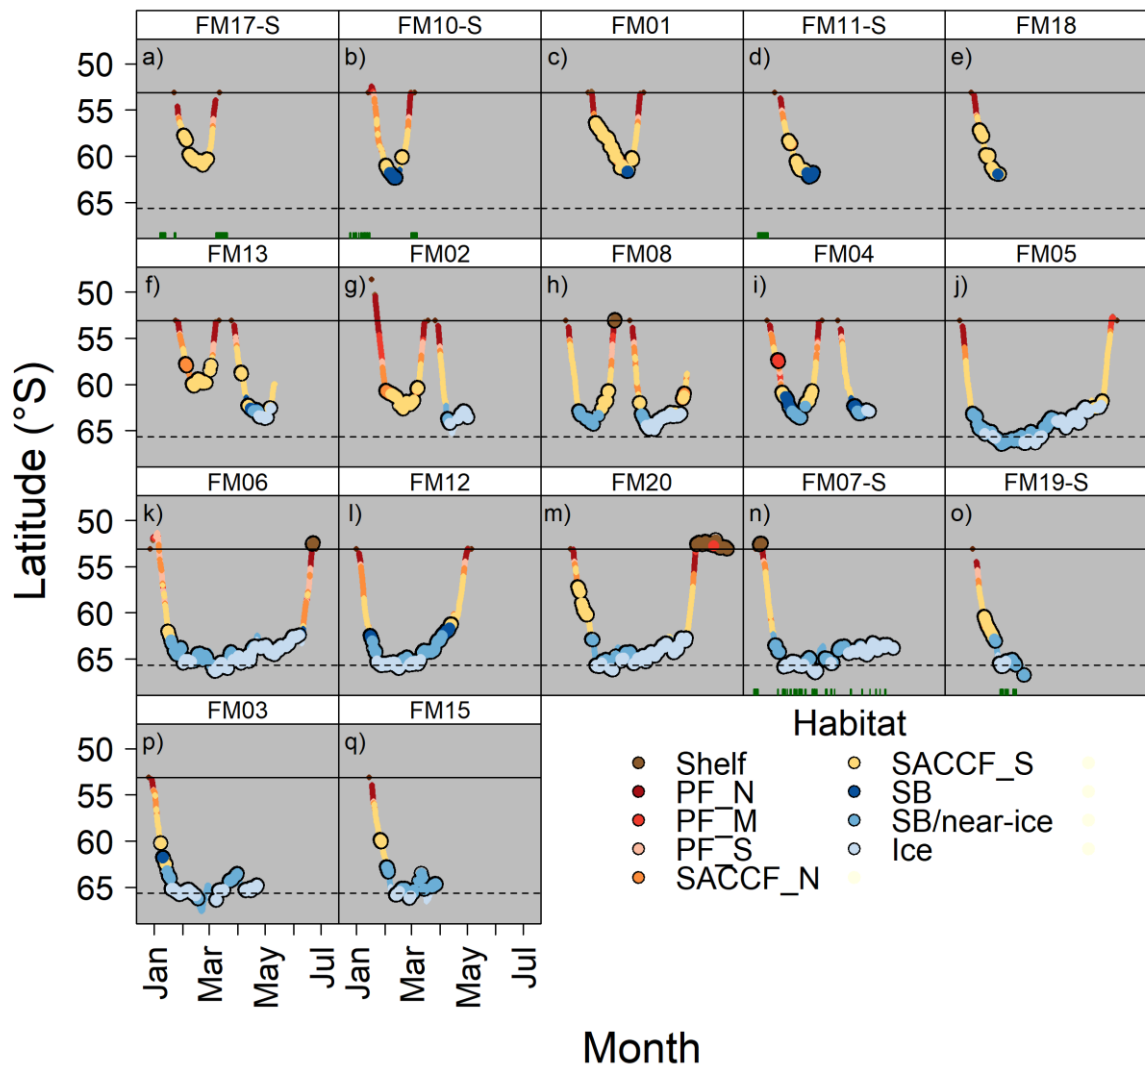 FM17-S FM10-S FM01 FM11-S FM18
a) b) c) d) e)
50
55
60
65
FM13 FM02 FM08 FM04 FM05
f) g) h) i) j)
50
55
60
65
FM06 FM12 FM20 FM07-S FM19-S
k) l) m) n) o)
50
55
60
65
FM03 FM15
p) q)
50
55
60
65
Jan Mar May Jul Jan Mar May Jul
Latitude (°S)
Month
Habitat
Shelf SACCF_S
PF_N SB
PF_M SB/near-ice
PF_S Ice
SACCF_N